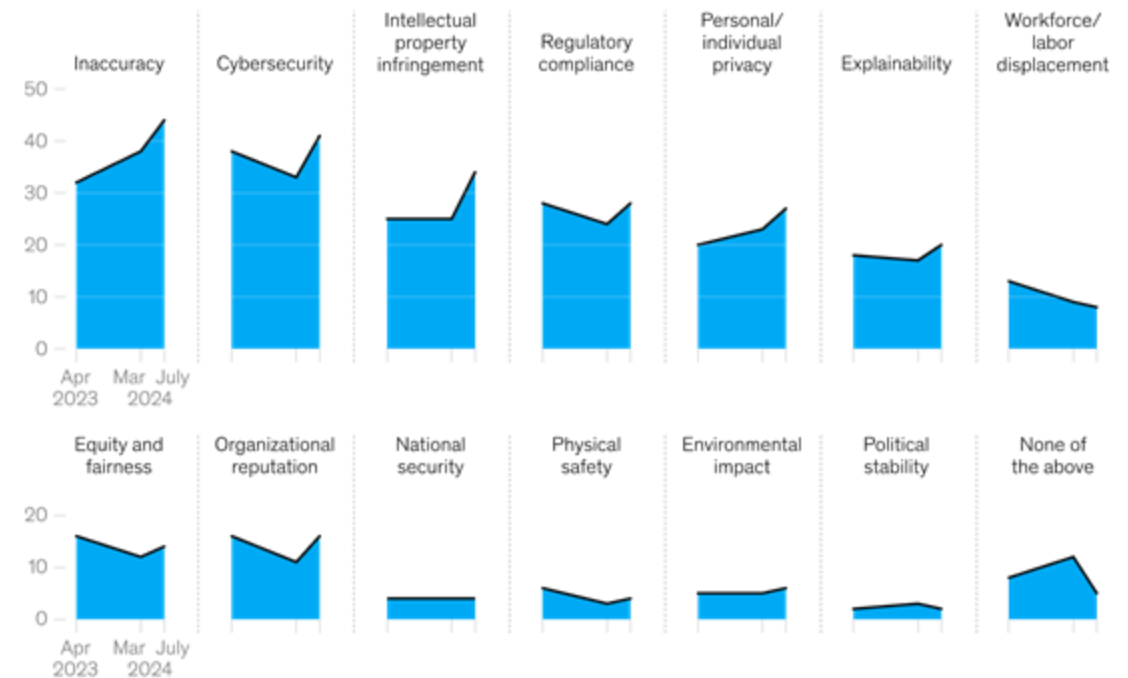 Inaccuracy
Cybersecurity
Intellectual
property
infringement
Regulatory
compliance
Personal/
individual
privacy
Explainability
Workforce/
labor
displacement
50
40
30
20
10
0
Apr
2023
Mar July
2024
Equity and
fairness
Organizational
reputation
National
security
Physical
safety
Environmental
impact
Political
stability
None of
the above
20
10
0
Apr
2023
Mar July
2024